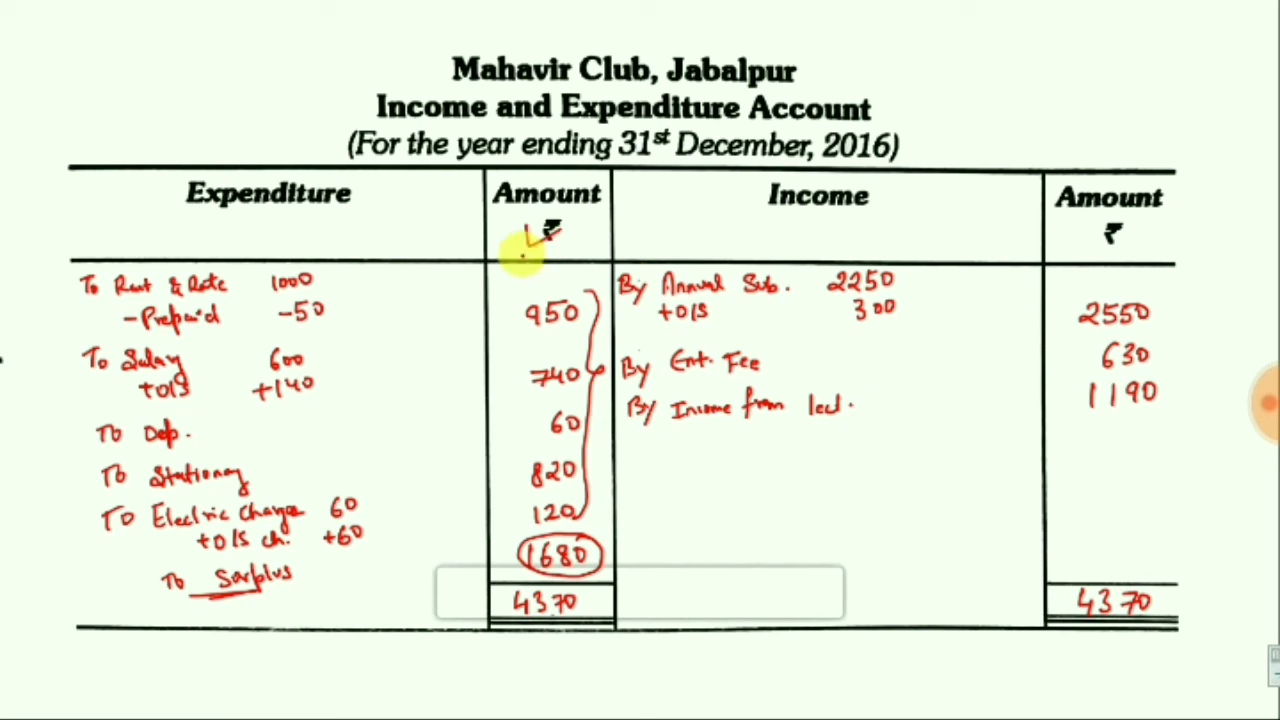 Mahavir Club, Jabalpur
Income and Expenditure Account
(For the year ending 31st December, 2016)
Expenditure Amount ₹ Income Amount ₹
To Rent & Rate 1000 By Annual Sub. 2250
- Prepaid -50 950 +O/S 300 2550
To Salary 600 By Ent. Fee 630
+O/S +140 740 By Income from lect. 1190
To Dep. 60
To Stationary 820
To Electric Charges 60 120
+O/S ch. +60
To Surplus 1680
4370 4370